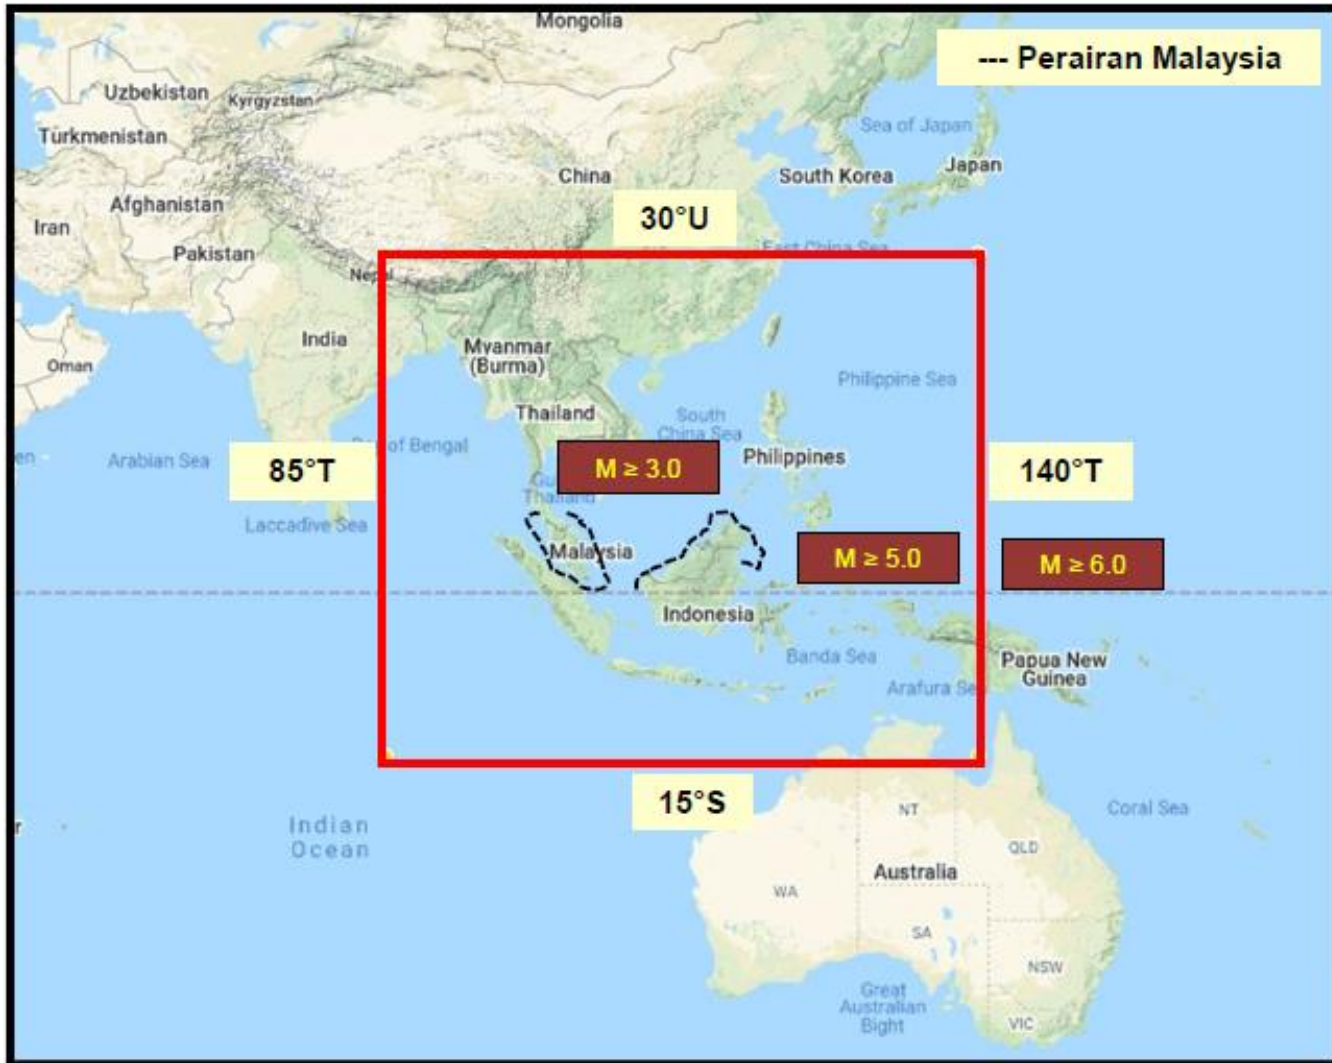 Mongolia
--- Perairan Malaysia
Uzbekistan
Kyrgyzstan
Türkmenistan
Sea of Japan
China
South Korea
Japan
Afghanistan
30°U
Iran
Pakistan
East China Sea
Nepal
India
Myanmar
(Burma)
Oman
Philippine Sea
Thailand
South
China Sea
Arabian Sea
85°T
of Bengal
M ≥ 3.0
Philippines
140°T
Thailand
Laccadive Sea
Malaysia
M ≥ 5.0
M ≥ 6.0
Indonesia
Banda Sea
Papua New
Guinea
Arafura Se
15°S
Indian
Ocean
NT
Coral Sea
QLD
Australia
WA
SA
NSW
Great
Australian
Bight
VIC